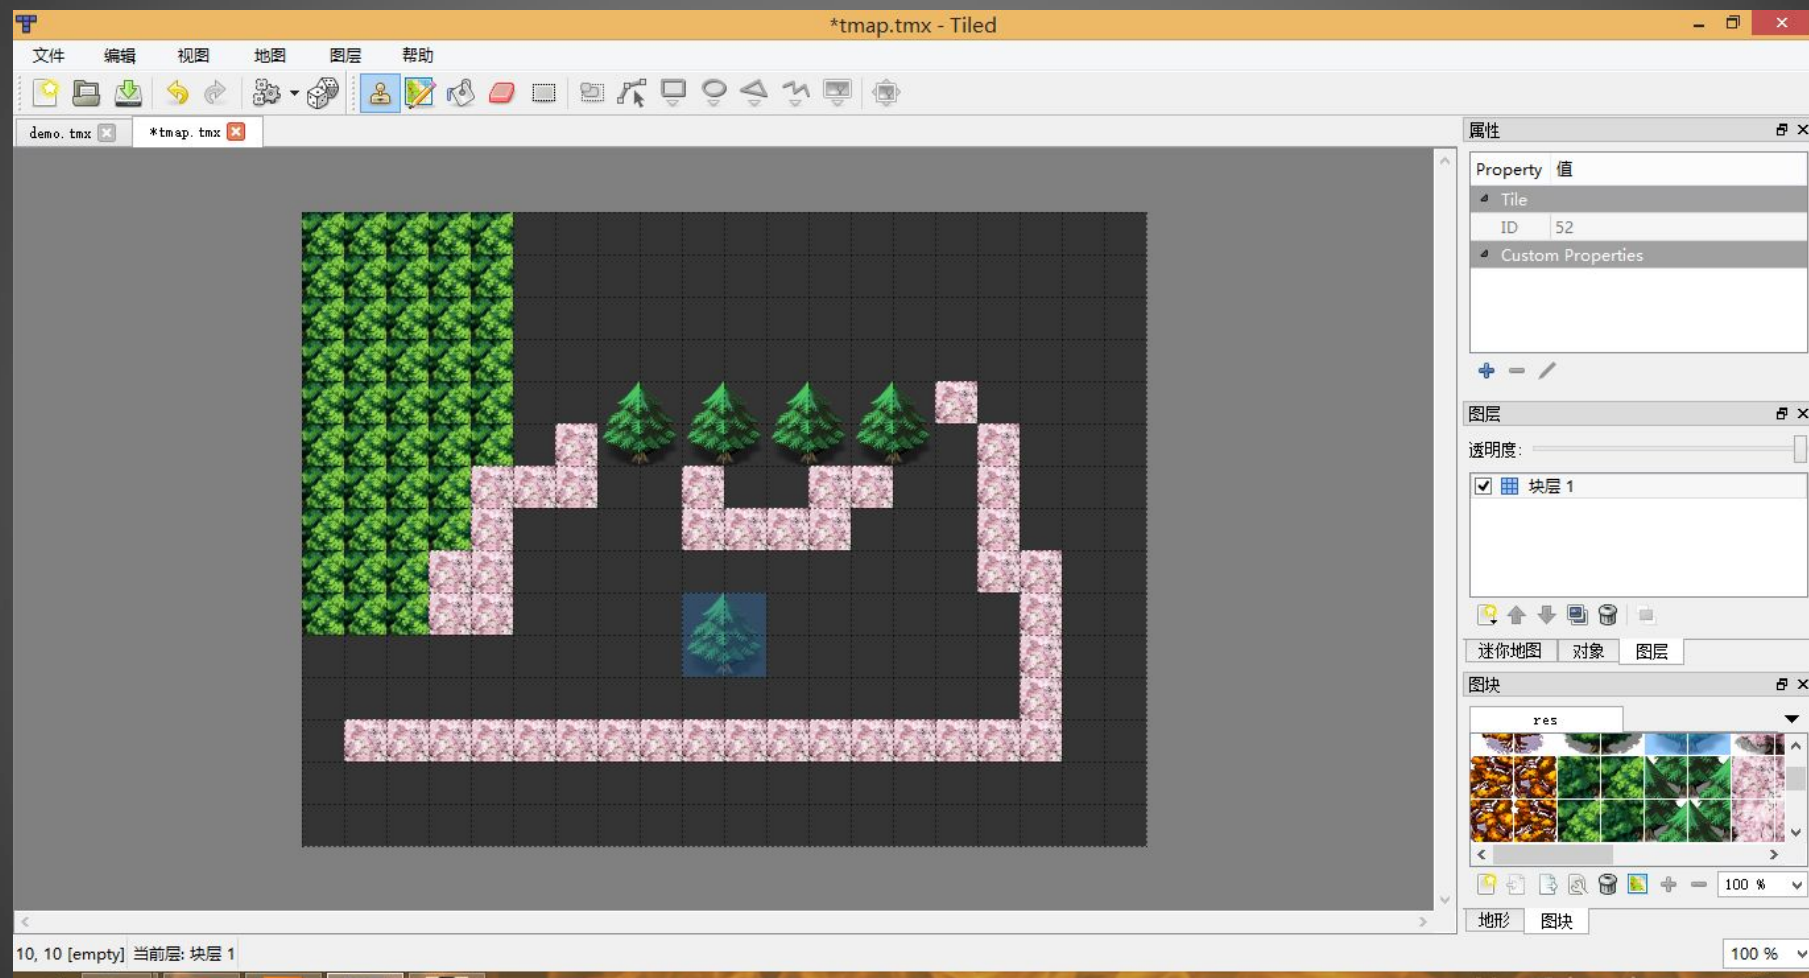 *tmap.tmx - Tiled
文件 编辑 视图 地图 图层 帮助
demo.tmx *tmap.tmx
属性
Property 值
Tile
ID 52
Custom Properties
图层
透明度:
块层 1
迷你地图 对象 图层
图块
res
100 %
地形 图块
10, 10 [empty] 当前层: 块层 1
100 %